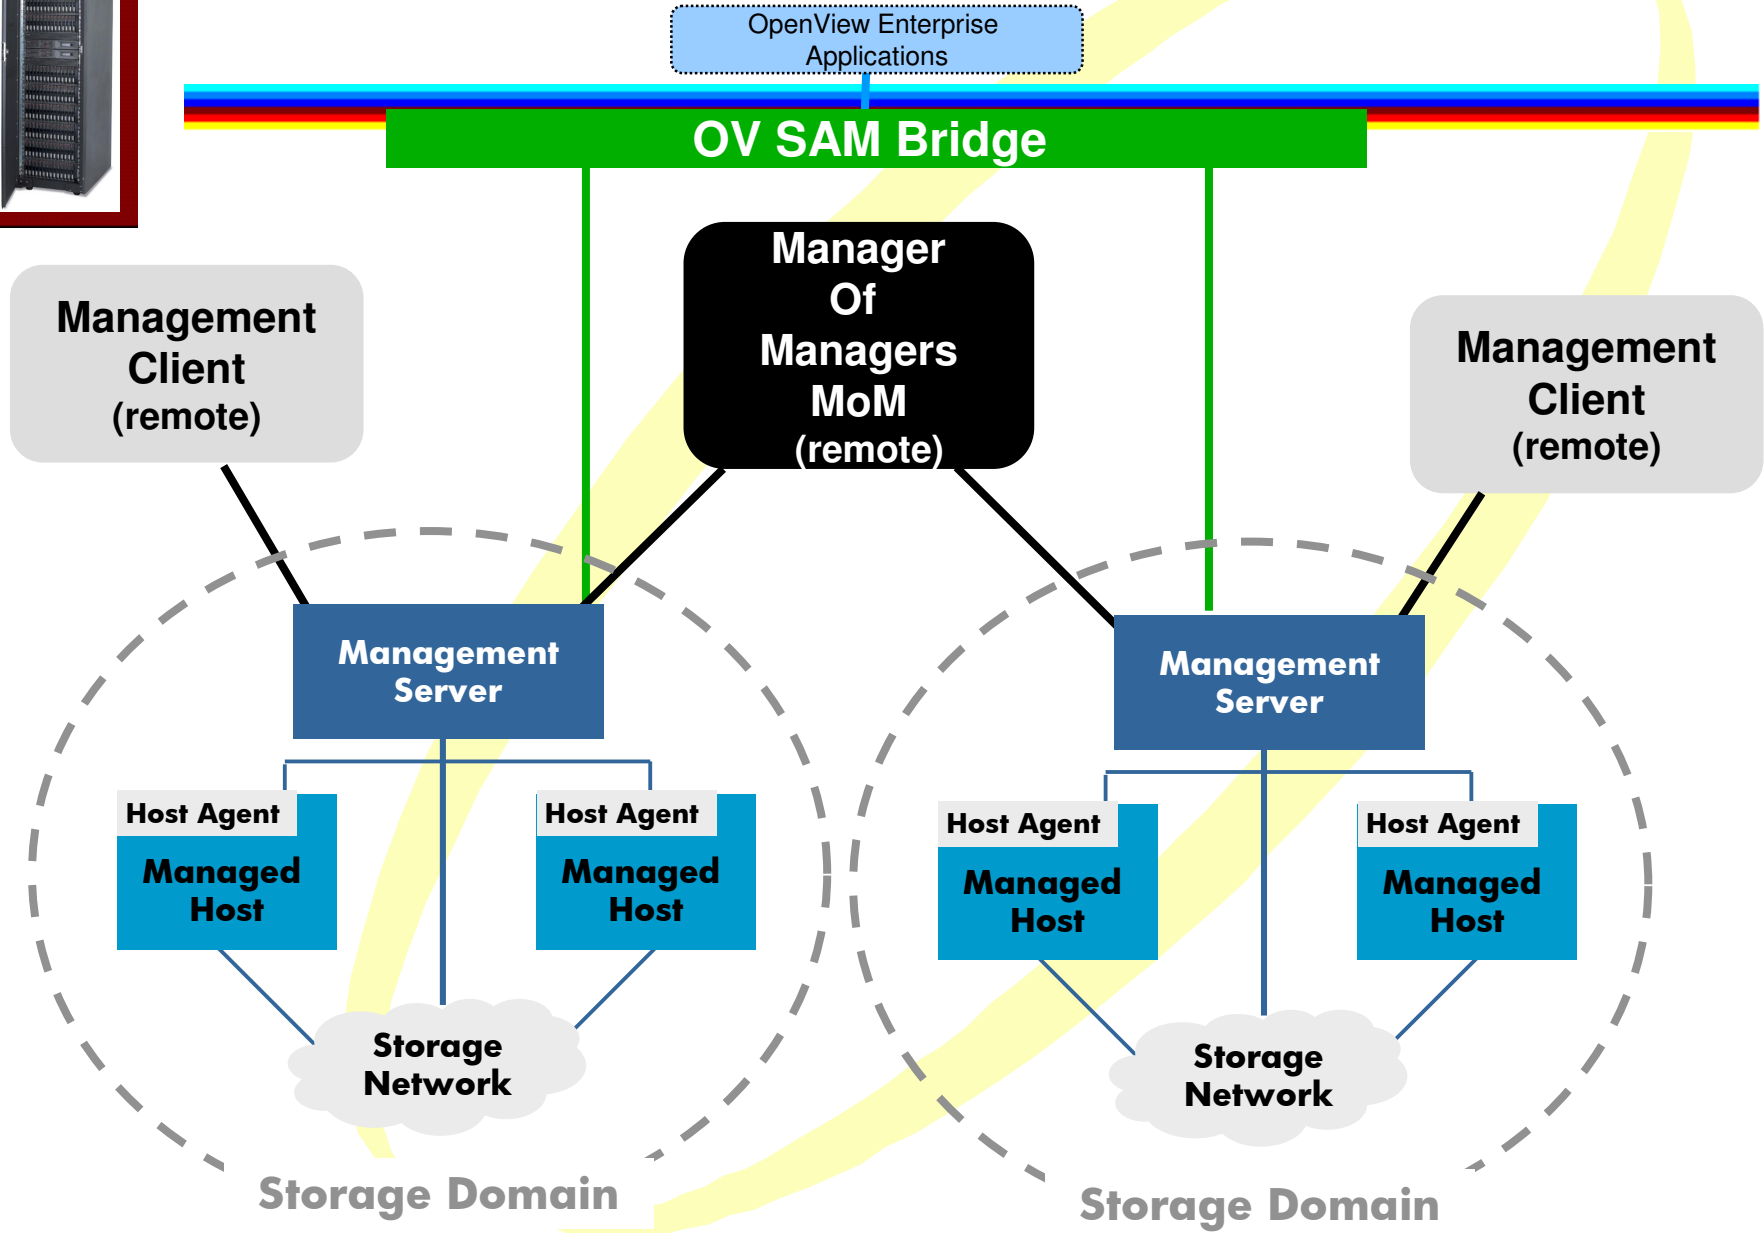 OpenView Enterprise
Applications
OV SAM Bridge
Manager
Of
Managers
MoM
(remote)
Management
Client
(remote)
Management
Client
(remote)
Management
Server
Management
Server
Host Agent
Managed
Host
Host Agent
Managed
Host
Host Agent
Managed
Host
Host Agent
Managed
Host
Storage
Network
Storage
Network
Storage Domain
Storage Domain